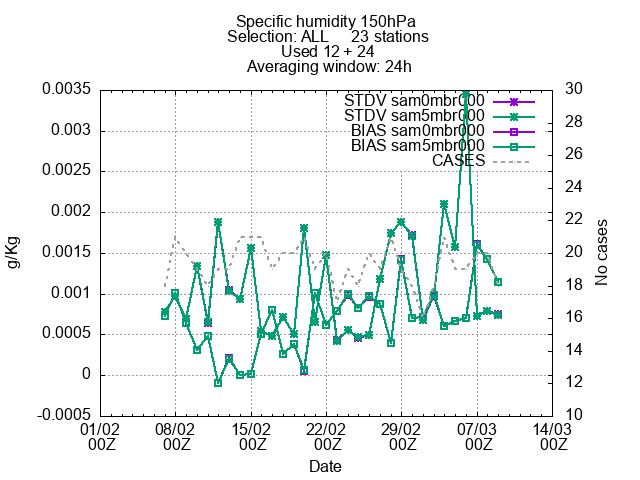 Specific humidity 150hPa
Selection: ALL 23 stations
Used 12 + 24
Averaging window: 24h
STDV sam0mbr000
STDV sam5mbr000
BIAS sam0mbr000
BIAS sam5mbr000
CASES
g/Kg
0.0035
0.003
0.0025
0.002
0.0015
0.001
0.0005
0
-0.0005
No cases
30
28
26
24
22
20
18
16
14
12
10
01/02 08/02 15/02 22/02 29/02 07/03 14/03
00Z 00Z 00Z 00Z 00Z 00Z 00Z
Date